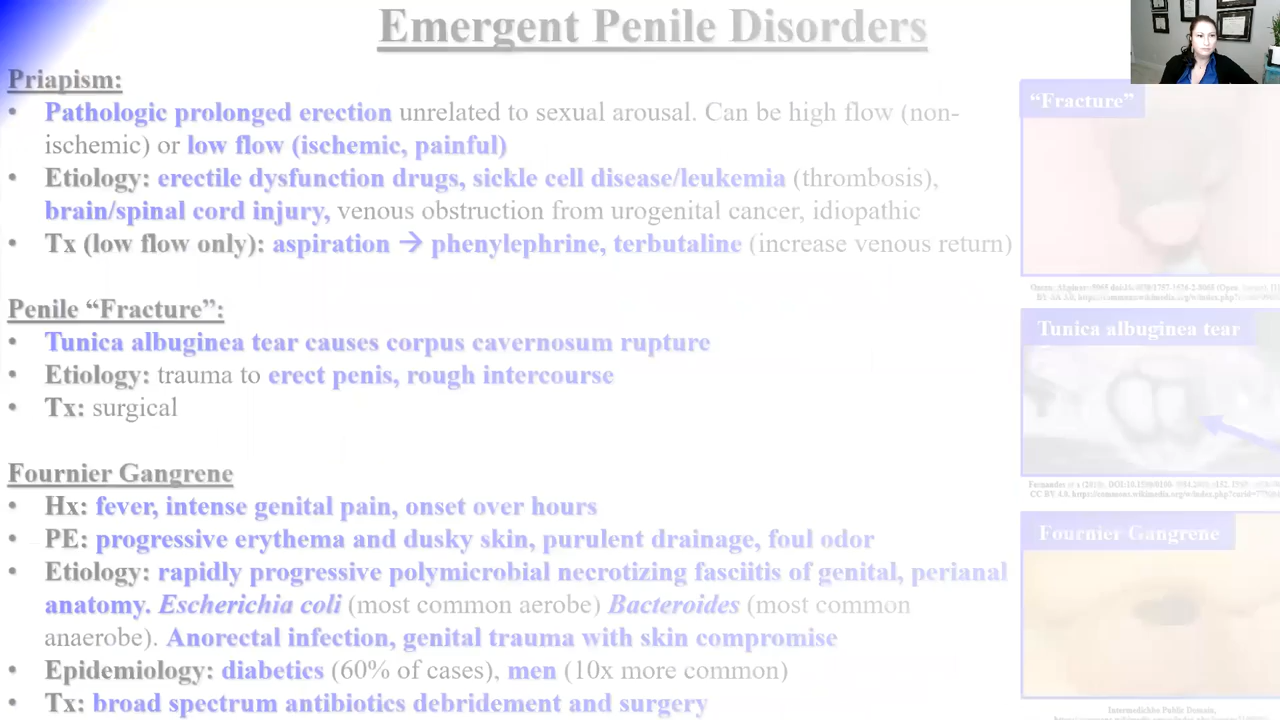 Emergent Penile Disorders
Priapism:
• Pathologic prolonged erection unrelated to sexual arousal. Can be high flow (non-
ischemic) or low flow (ischemic, painful)
• Etiology: erectile dysfunction drugs, sickle cell disease/leukemia (thrombosis),
brain/spinal cord injury, venous obstruction from urogenital cancer, idiopathic
• Tx (low flow only): aspiration → phenylephrine, terbutaline (increase venous return)
Penile “Fracture”:
• Tunica albuginea tear causes corpus cavernosum rupture
• Etiology: trauma to erect penis, rough intercourse
• Tx: surgical
Fournier Gangrene
• Hx: fever, intense genital pain, onset over hours
• PE: progressive erythema and dusky skin, purulent drainage, foul odor
• Etiology: rapidly progressive polymicrobial necrotizing fasciitis of genital, perianal
anatomy. Escherichia coli (most common aerobe) Bacteroides (most common
anaerobe). Anorectal infection, genital trauma with skin compromise
• Epidemiology: diabetics (60% of cases), men (10x more common)
• Tx: broad spectrum antibiotics debridement and surgery
“Fracture”
Tunica albuginea tear
Fournier Gangrene
Public Domain,